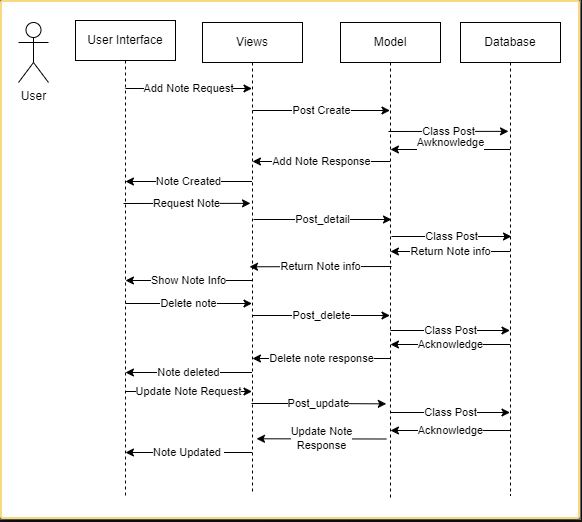 User Interface
Views
Model
Database
User
Add Note Request
Post Create
Class Post
Awknowledge
Add Note Response
Note Created
Request Note
Post_detail
Class Post
Return Note info
Return Note info
Show Note Info
Delete note
Post_delete
Class Post
Acknowledge
Delete note response
Note deleted
Update Note Request
Post_update
Class Post
Acknowledge
Update Note
Response
Note Updated